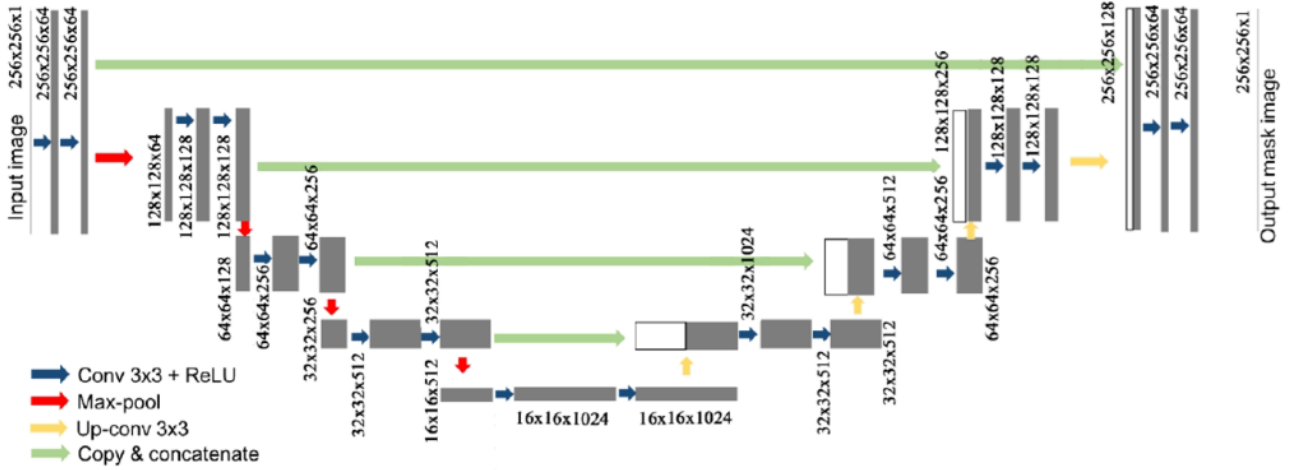 Input image
256x256x1
256x256x64
256x256x64
128x128x64
128x128x128
128x128x128
64x64x128
64x64x256
64x64x256
32x32x256
32x32x512
32x32x512
16x16x512
16x16x1024
16x16x1024
32x32x1024
32x32x512
32x32x512
64x64x512
64x64x256
64x64x256
128x128x256
128x128x128
128x128x128
256x256x128
256x256x64
256x256x64
256x256x1
Output mask image
Conv 3x3 + ReLU
Max-pool
Up-conv 3x3
Copy & concatenate